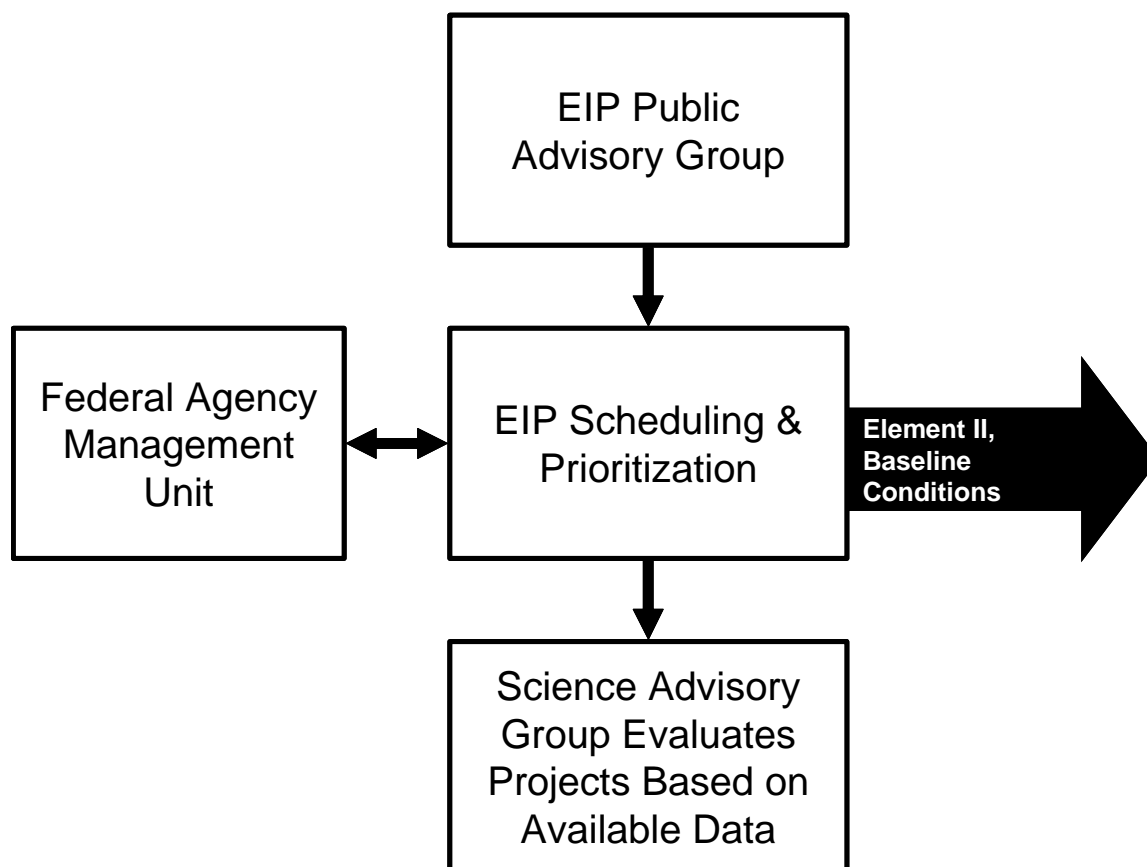 EIP Public
Advisory Group
Federal Agency
Management
Unit
EIP Scheduling &
Prioritization
Element II,
Baseline
Conditions
Science Advisory
Group Evaluates
Projects Based on
Available Data